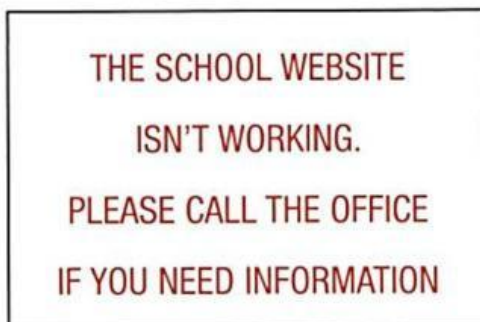 THE SCHOOL WEBSITE
ISN'T WORKING.
PLEASE CALL THE OFFICE
IF YOU NEED INFORMATION